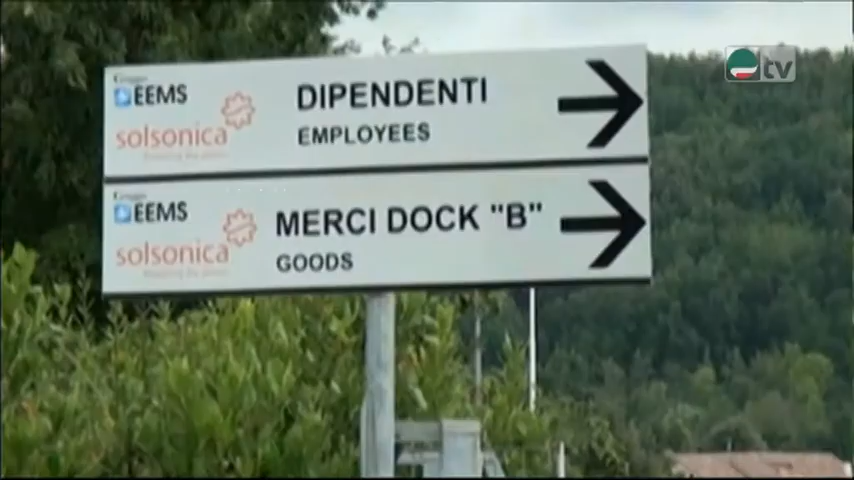 tv
Gruppo
EEMS
solsonica
DIPENDENTI
EMPLOYEES
Gruppo
EEMS
solsonica
MERCI DOCK "B"
GOODS